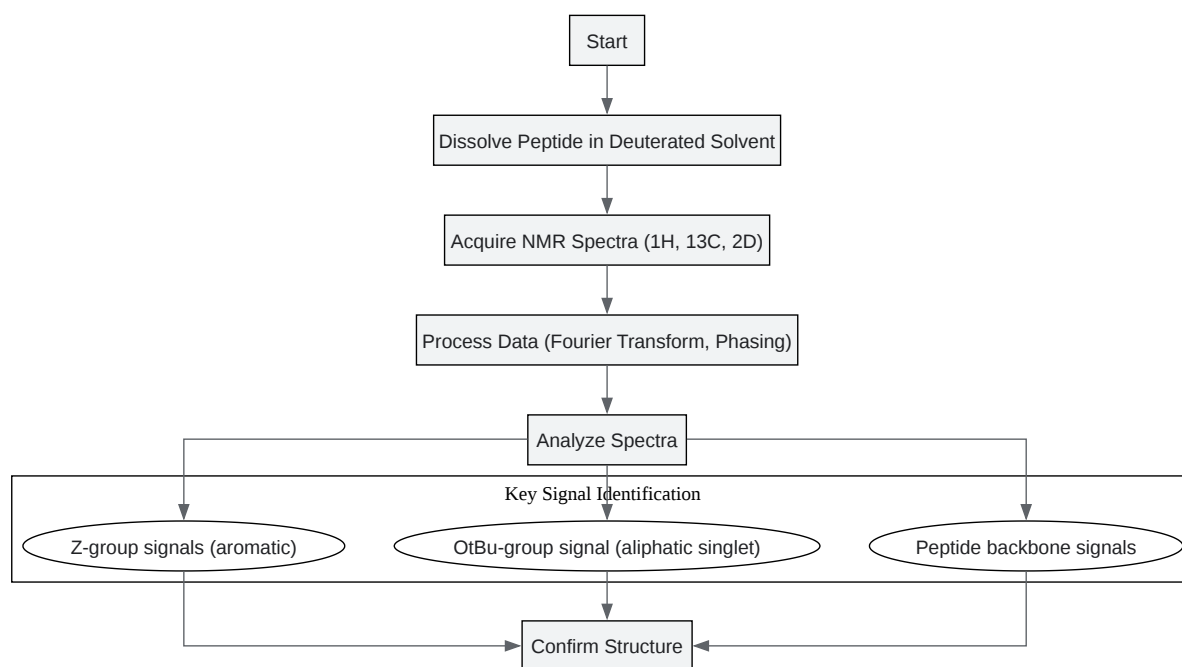 Start
Dissolve Peptide in Deuterated Solvent
Acquire NMR Spectra (1H, 13C, 2D)
Process Data (Fourier Transform, Phasing)
Analyze Spectra
Key Signal Identification
Z-group signals (aromatic)
OtBu-group signal (aliphatic singlet)
Peptide backbone signals
Confirm Structure